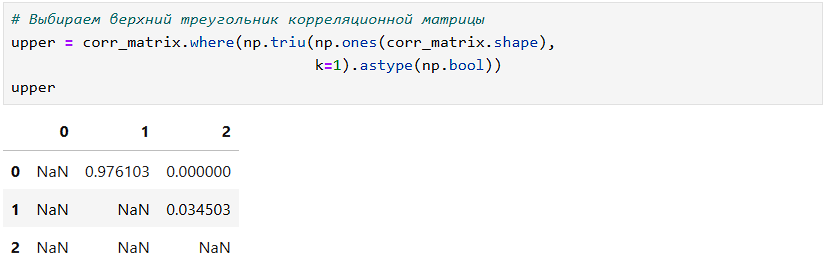 # Выбираем верхний треугольник корреляционной матрицы
upper = corr_matrix.where(np.triu(np.ones(corr_matrix.shape),
k=1).astype(np.bool))
upper
0 1 2
0 NaN 0.976103 0.000000
1 NaN NaN 0.034503
2 NaN NaN NaN